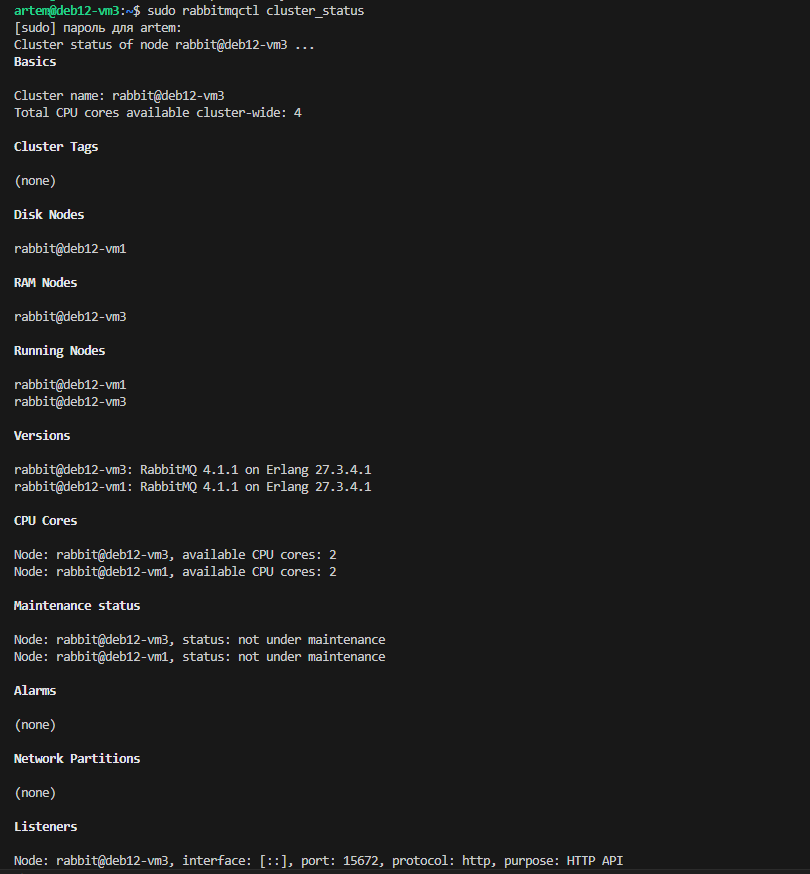 artem@deb12-vm3:~$ sudo rabbitmqctl cluster_status
[sudo] пароль для artem:
Cluster status of node rabbit@deb12-vm3 ...
Basics
Cluster name: rabbit@deb12-vm3
Total CPU cores available cluster-wide: 4
Cluster Tags
(none)
Disk Nodes
rabbit@deb12-vm1
RAM Nodes
rabbit@deb12-vm3
Running Nodes
rabbit@deb12-vm1
rabbit@deb12-vm3
Versions
rabbit@deb12-vm3: RabbitMQ 4.1.1 on Erlang 27.3.4.1
rabbit@deb12-vm1: RabbitMQ 4.1.1 on Erlang 27.3.4.1
CPU Cores
Node: rabbit@deb12-vm3, available CPU cores: 2
Node: rabbit@deb12-vm1, available CPU cores: 2
Maintenance status
Node: rabbit@deb12-vm3, status: not under maintenance
Node: rabbit@deb12-vm1, status: not under maintenance
Alarms
(none)
Network Partitions
(none)
Listeners
Node: rabbit@deb12-vm3, interface: [::], port: 15672, protocol: http, purpose: HTTP API